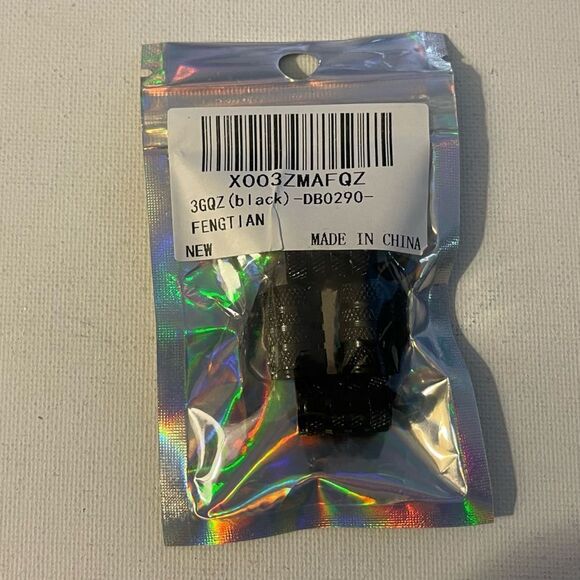 X003ZMAFQZ
3GQZ(black)-DB0290-
FENGTIAN
NEW MADE IN CHINA